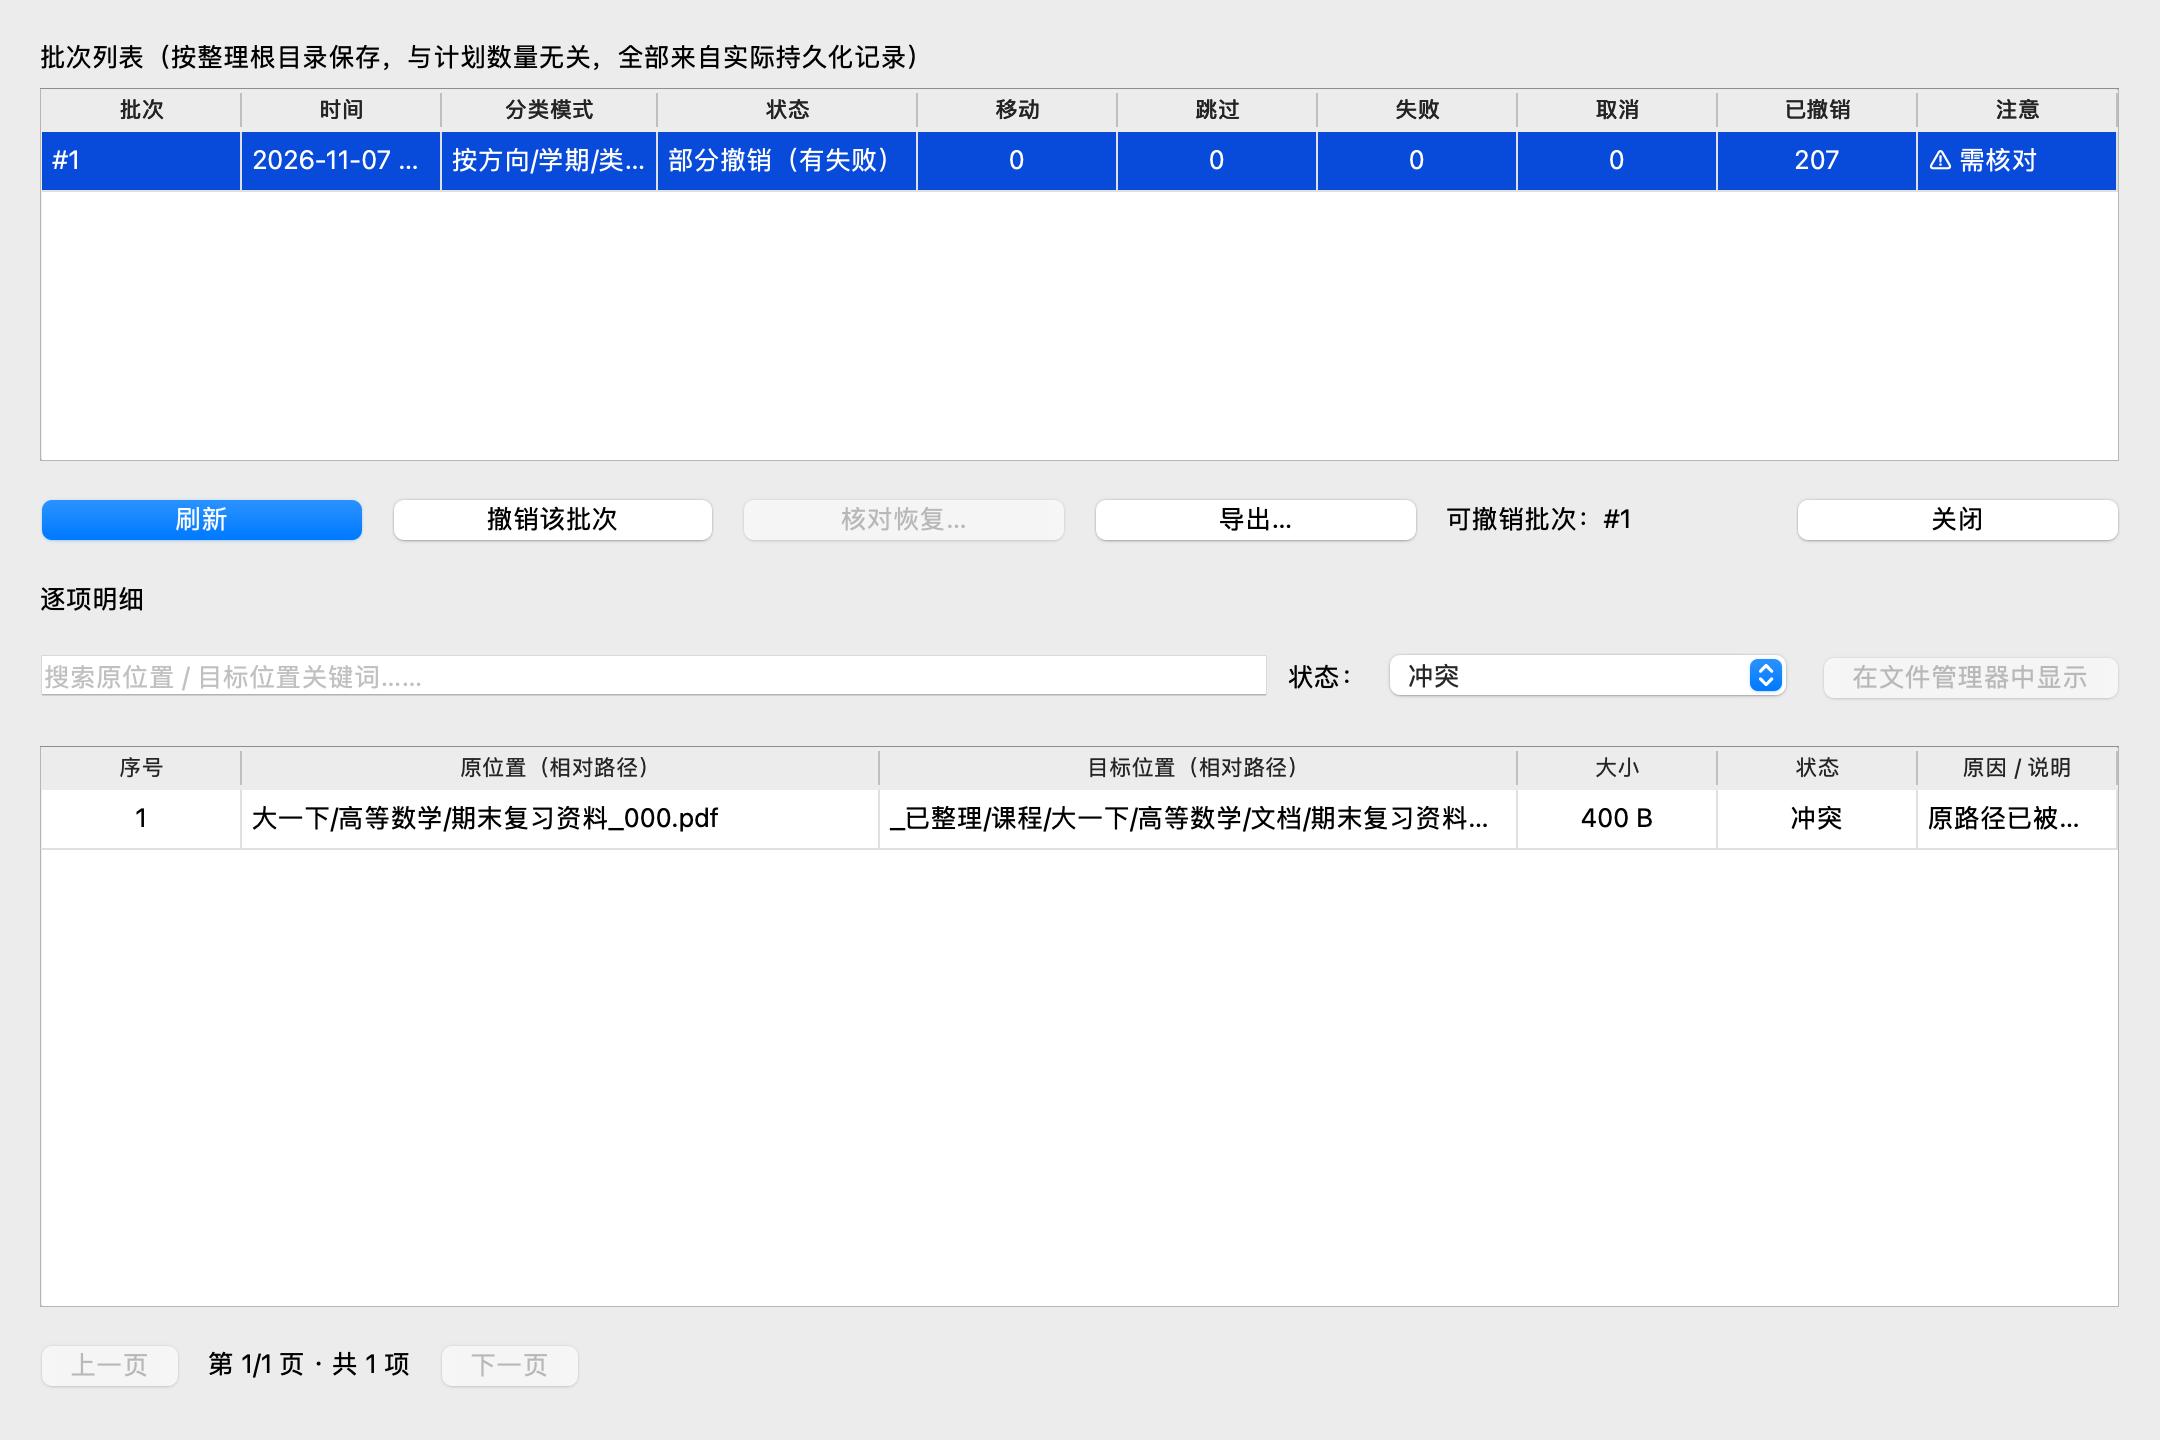 批次列表（按整理根目录保存，与计划数量无关，全部来自实际持久化记录）
批次 时间 分类模式 状态 移动 跳过 失败 取消 已撤销 注意
#1 2026-11-07 ... 按方向/学期/类... 部分撤销（有失败） 0 0 0 0 207 ⚠ 需核对
刷新 撤销该批次 核对恢复... 导出... 可撤销批次：#1 关闭
逐项明细
搜索原位置 / 目标位置关键词…… 状态： 冲突 在文件管理器中显示
序号 原位置（相对路径） 目标位置（相对路径） 大小 状态 原因 / 说明
1 大一下/高等数学/期末复习资料_000.pdf _已整理/课程/大一下/高等数学/文档/期末复习资料... 400 B 冲突 原路径已被...
上一页 第 1/1 页 · 共 1 项 下一页